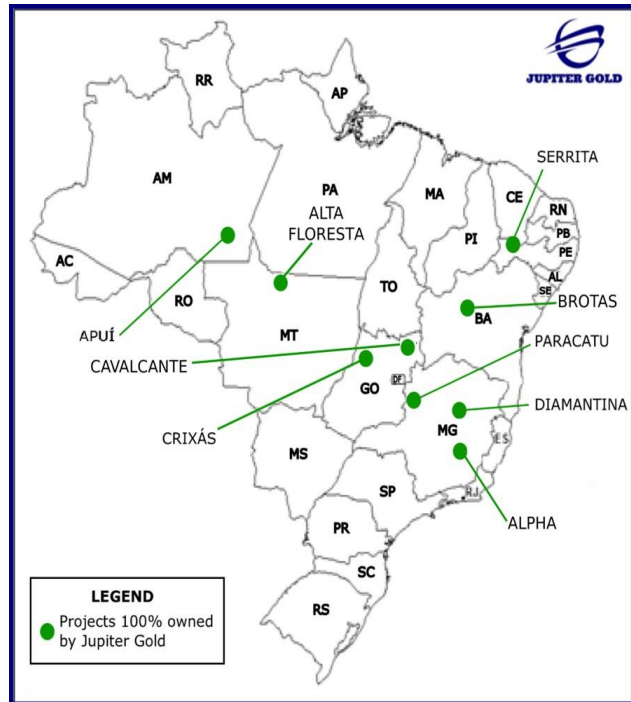 JUPITER GOLD
RR
AP
SERRITA
AM
PA
MA
CE
RN
ALTA
FLORESTA
PI
PB
PE
AC
AL
RO
TO
SE
BROTAS
APUÍ
MT
BA
PARACATU
CAVALCANTE
GO
DF
DIAMANTINA
CRIXÁS
MG
ES
MS
SP
RJ
ALPHA
PR
SC
RS
LEGEND
Projects 100% owned
by Jupiter Gold